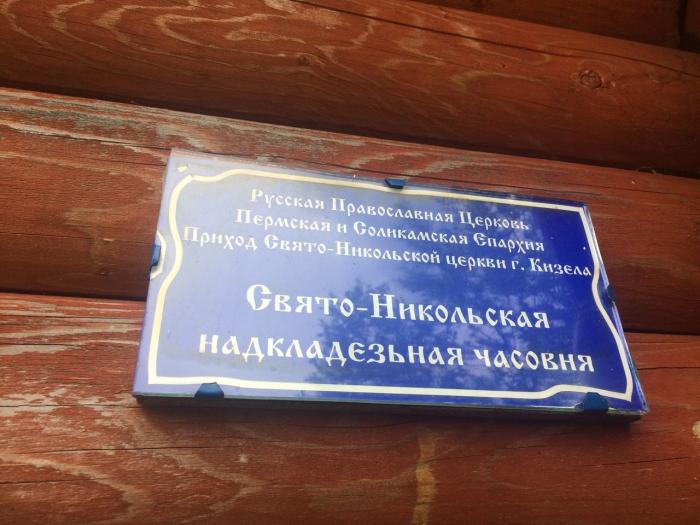 Русская Православная Церковь
Пермская и Соликамская Епархия
Приход Свято-Никольской церкви г. Кизела
Свято-Никольская
надкладезьная часовня